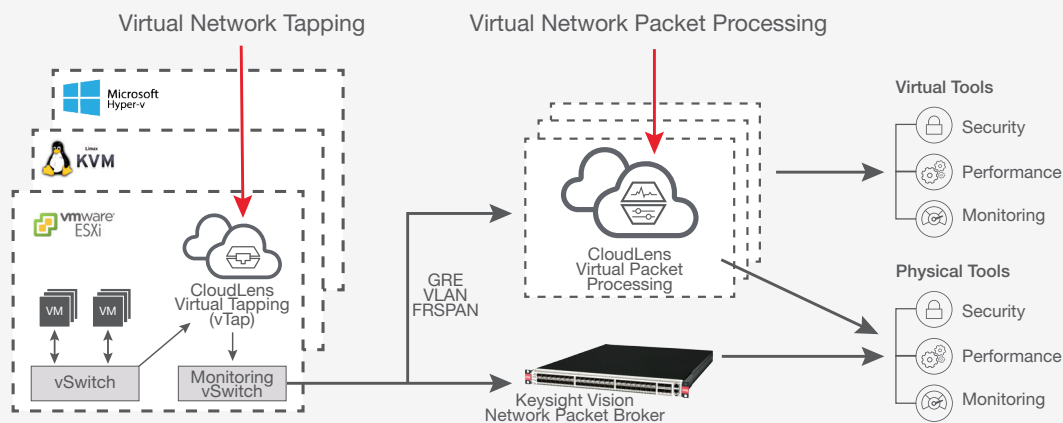 Virtual Network Tapping
Virtual Network Packet Processing
Microsoft
Hyper-v
Linux
KVM
vmware®
ESXi
CloudLens
Virtual Tapping
(vTap)
VM
VM
vSwitch
Monitoring
vSwitch
GRE
VLAN
FRSPAN
CloudLens
Virtual Packet
Processing
Keysight Vision
Network Packet Broker
Virtual Tools
Security
Performance
Monitoring
Physical Tools
Security
Performance
Monitoring